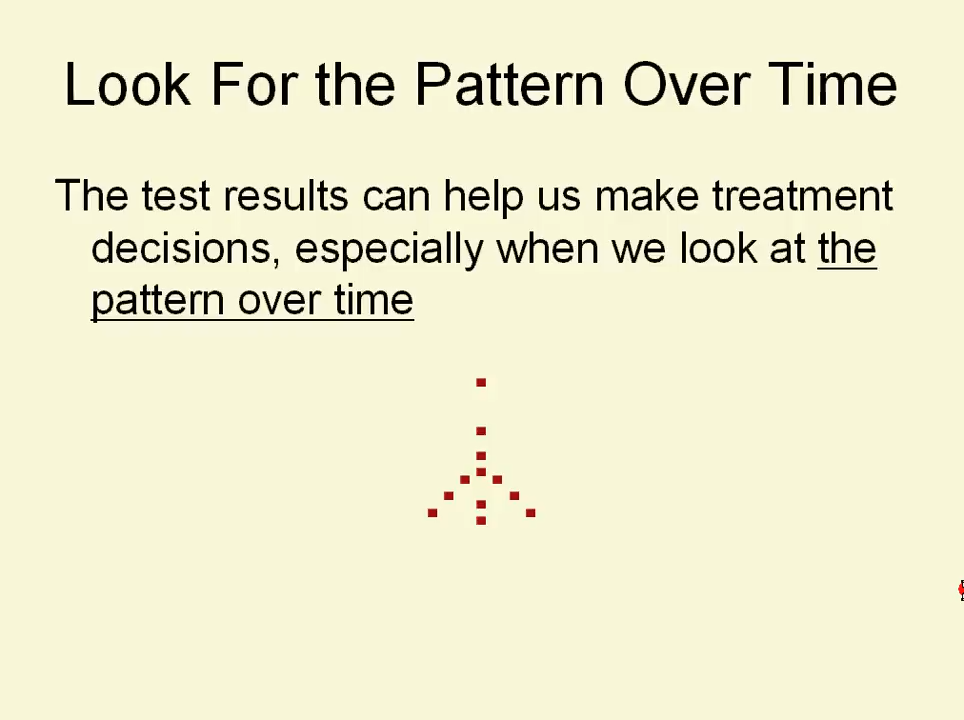 Look For the Pattern Over Time
The test results can help us make treatment
decisions, especially when we look at the
pattern over time